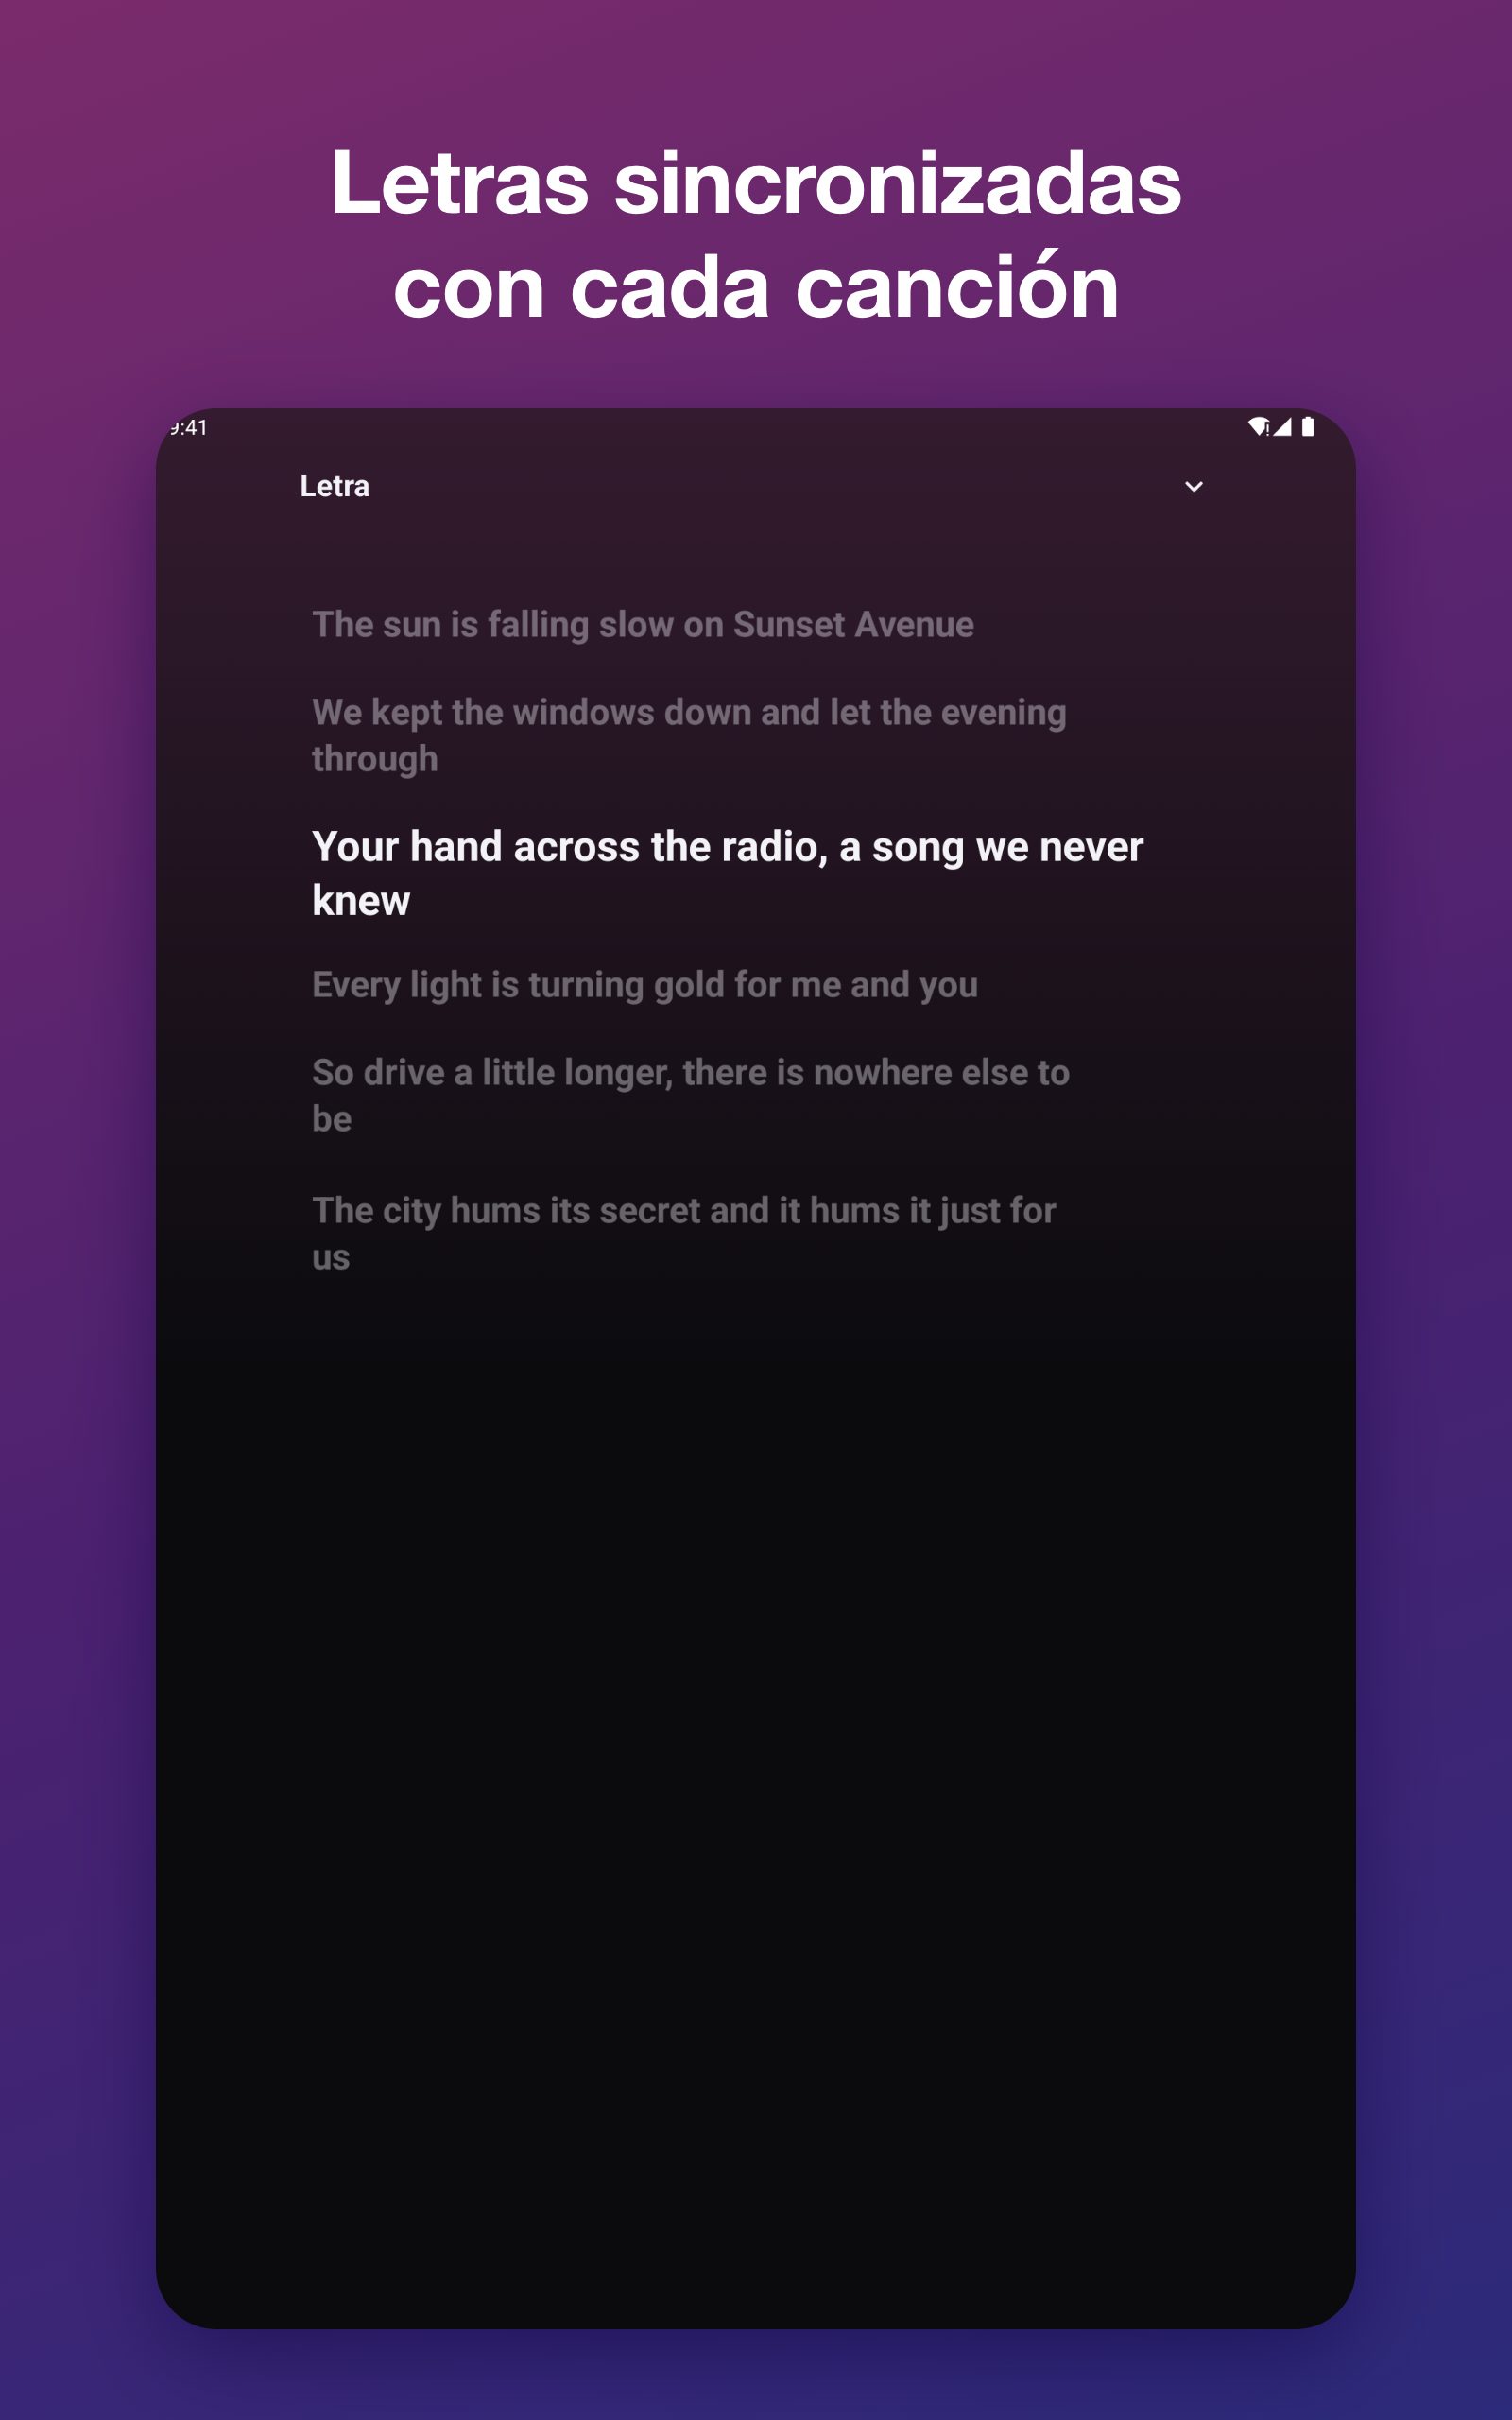 Letras sincronizadas
con cada canción
9:41
Letra
The sun is falling slow on Sunset Avenue
We kept the windows down and let the evening
through
Your hand across the radio, a song we never
knew
Every light is turning gold for me and you
So drive a little longer, there is nowhere else to
be
The city hums its secret and it hums it just for
us